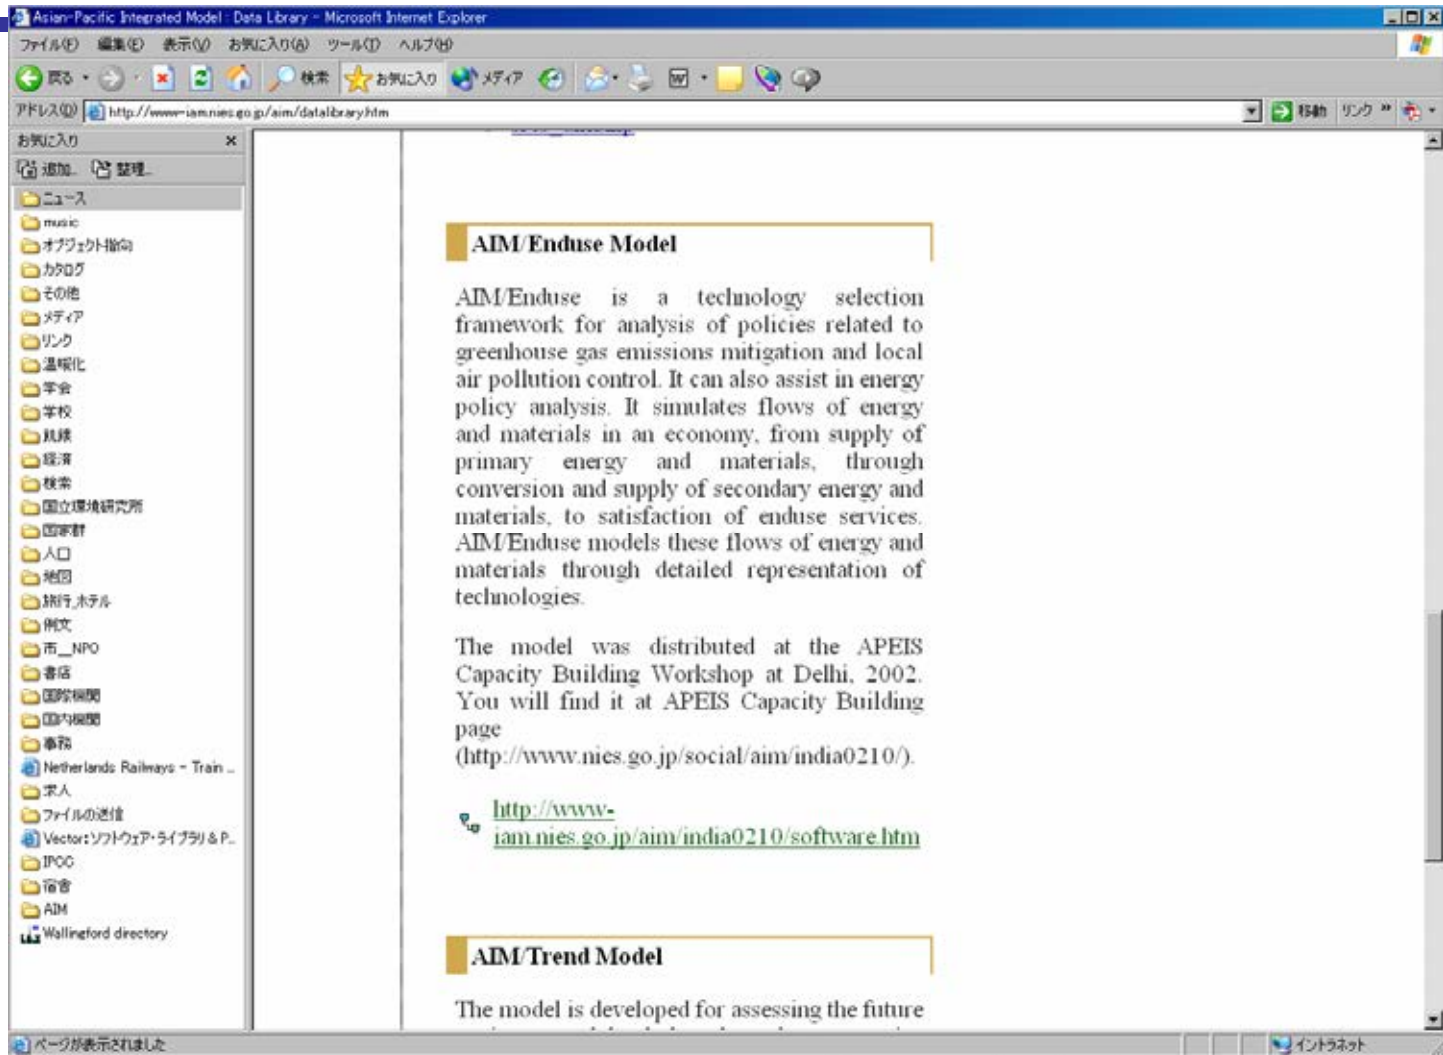 Asian-Pacific Integrated Model : Data Library - Microsoft Internet Explorer
ファイル(F) 編集(E) 表示(V) お気に入り(A) ツール(T) ヘルプ(H)
戻る 検索 お気に入り メディア
アドレス(D) http://www-iam.nies.go.jp/aim/datalibrary.htm 移動 リンク »
お気に入り
追加... 整理...
ニュース
music
オブジェクト指向
カタログ
その他
メディア
リンク
温暖化
学会
学校
経済
検索
国立環境研究所
国家群
人口
地図
旅行_ホテル
例文
市__NPO
書店
国際機関
国内機関
事務
Netherlands Railways - Train ...
求人
ファイルの送信
Vector:ソフトウェア・ライブラリ & P...
IPCC
宿舎
AIM
Wallingford directory
AIM/Enduse Model
AIM/Enduse is a technology selection
framework for analysis of policies related to
greenhouse gas emissions mitigation and local
air pollution control. It can also assist in energy
policy analysis. It simulates flows of energy
and materials in an economy, from supply of
primary energy and materials, through
conversion and supply of secondary energy and
materials, to satisfaction of enduse services.
AIM/Enduse models these flows of energy and
materials through detailed representation of
technologies.
The model was distributed at the APEIS
Capacity Building Workshop at Delhi, 2002.
You will find it at APEIS Capacity Building
page
(http://www.nies.go.jp/social/aim/india0210/).
http://www-
iam.nies.go.jp/aim/india0210/software.htm
AIM/Trend Model
The model is developed for assessing the future
ページが表示されました
イントラネット